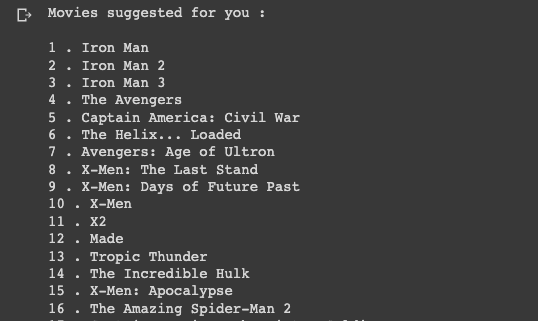 Movies suggested for you :
1 . Iron Man
2 . Iron Man 2
3 . Iron Man 3
4 . The Avengers
5 . Captain America: Civil War
6 . The Helix... Loaded
7 . Avengers: Age of Ultron
8 . X-Men: The Last Stand
9 . X-Men: Days of Future Past
10 . X-Men
11 . X2
12 . Made
13 . Tropic Thunder
14 . The Incredible Hulk
15 . X-Men: Apocalypse
16 . The Amazing Spider-Man 2